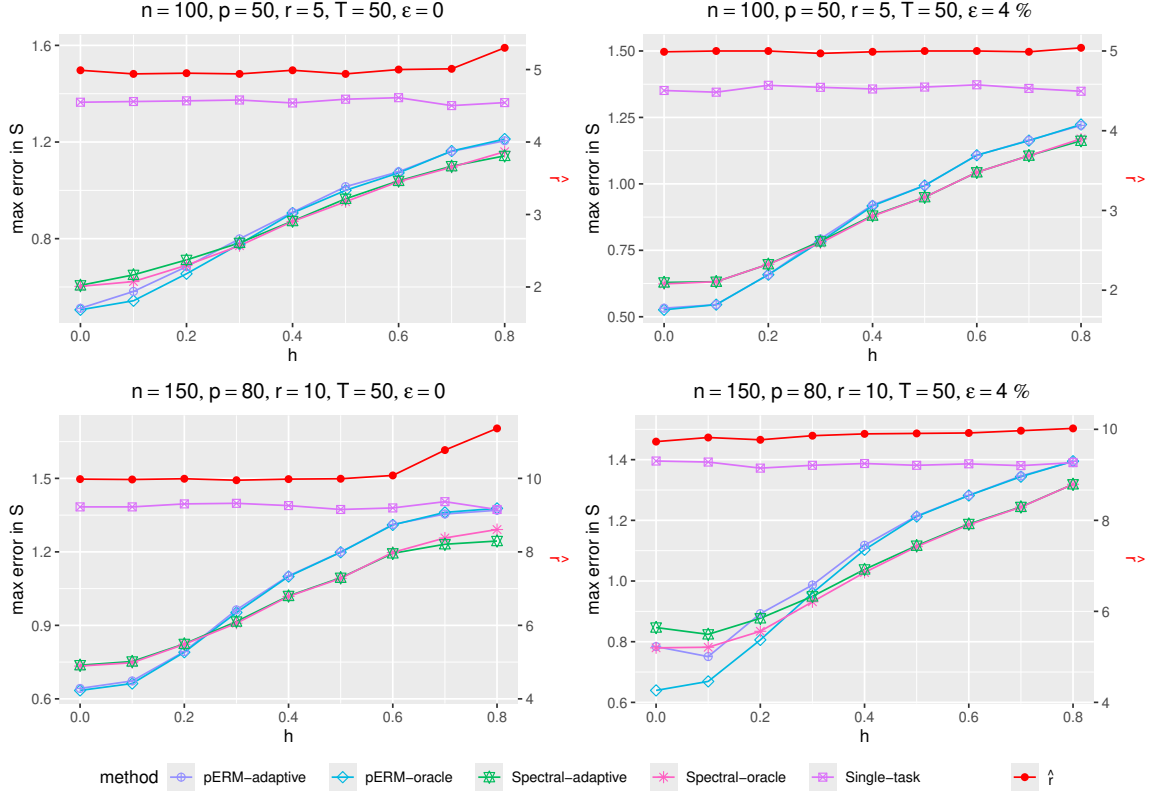 n = 100, p = 50, r = 5, T = 50, ε = 0
1.6
1.2
0.8
max error in S
5
4
3
2
r̂
0.0 0.2 0.4 0.6 0.8
h
n = 100, p = 50, r = 5, T = 50, ε = 4 %
1.50
1.25
1.00
0.75
0.50
max error in S
5
4
3
2
r̂
0.0 0.2 0.4 0.6 0.8
h
n = 150, p = 80, r = 10, T = 50, ε = 0
1.5
1.2
0.9
0.6
max error in S
10
8
6
4
r̂
0.0 0.2 0.4 0.6 0.8
h
n = 150, p = 80, r = 10, T = 50, ε = 4 %
1.4
1.2
1.0
0.8
0.6
max error in S
10
8
6
4
r̂
0.0 0.2 0.4 0.6 0.8
h
method pERM−adaptive pERM−oracle Spectral−adaptive Spectral−oracle Single−task r̂